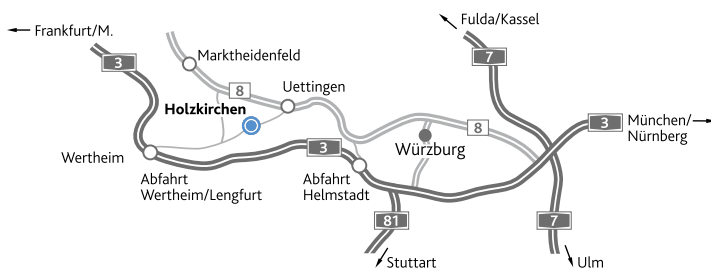 Fulda/Kassel
Frankfurt/M.
3
Marktheidenfeld
7
8
Uettingen
Holzkirchen
3
München/
Nürnberg
8
Wertheim
3
Würzburg
Abfahrt
Wertheim/Lengfurt
Abfahrt
Helmstadt
81
7
Stuttart
Ulm